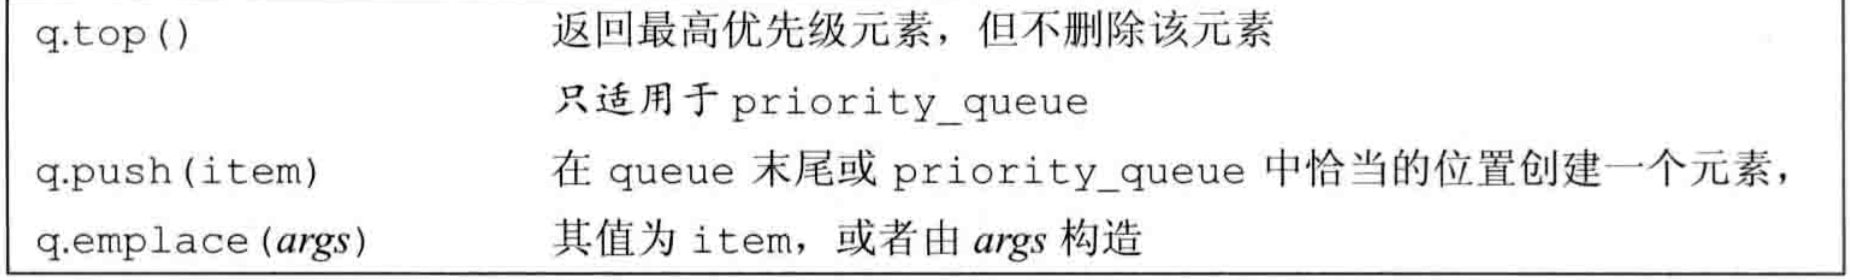 q.top() 返回最高优先级元素，但不删除该元素
只适用于 priority_queue
q.push(item) 在 queue 末尾或 priority_queue 中恰当的位置创建一个元素，
q.emplace(args) 其值为 item，或者由 args 构造